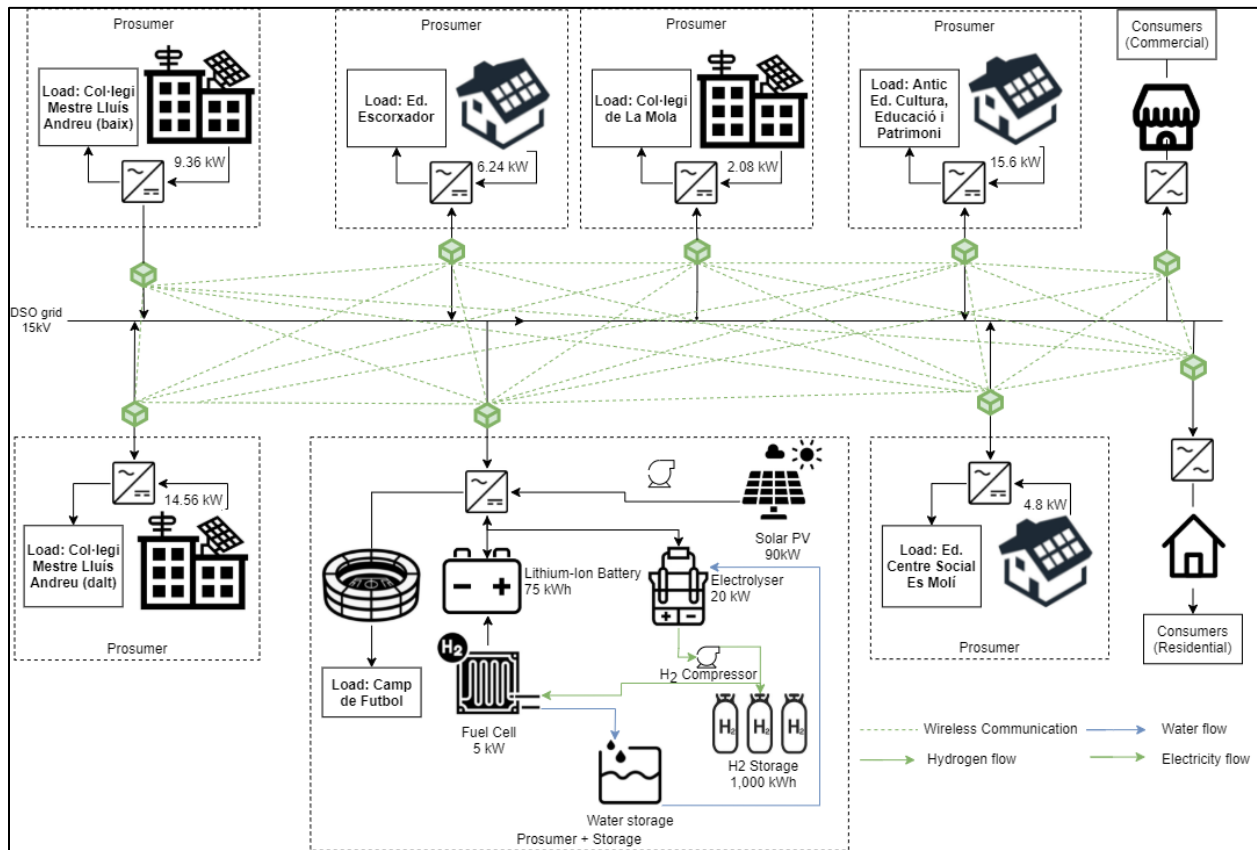 Prosumer
Load: Col·legi
Mestre Lluís
Andreu (baix)
9.36 kW
Prosumer
Load: Ed.
Escorxador
6.24 kW
Prosumer
Load: Col·legi
de La Mola
2.08 kW
Prosumer
Load: Antic
Ed. Cultura,
Educació i
Patrimoni
15.6 kW
Consumers
(Commercial)
DSO grid
15kV
14.56 kW
Load: Col·legi
Mestre Lluís
Andreu (dalt)
Prosumer
Solar PV
90kW
Lithium-Ion Battery
75 kWh
Electrolyser
20 kW
H2
H2 Compressor
Load: Camp
de Futbol
Fuel Cell
5 kW
H2
H2
H2
H2 Storage
1,000 kWh
Water storage
Prosumer + Storage
4.8 kW
Load: Ed.
Centre Social
Es Molí
Prosumer
Consumers
(Residential)
Wireless Communication
Water flow
Hydrogen flow
Electricity flow